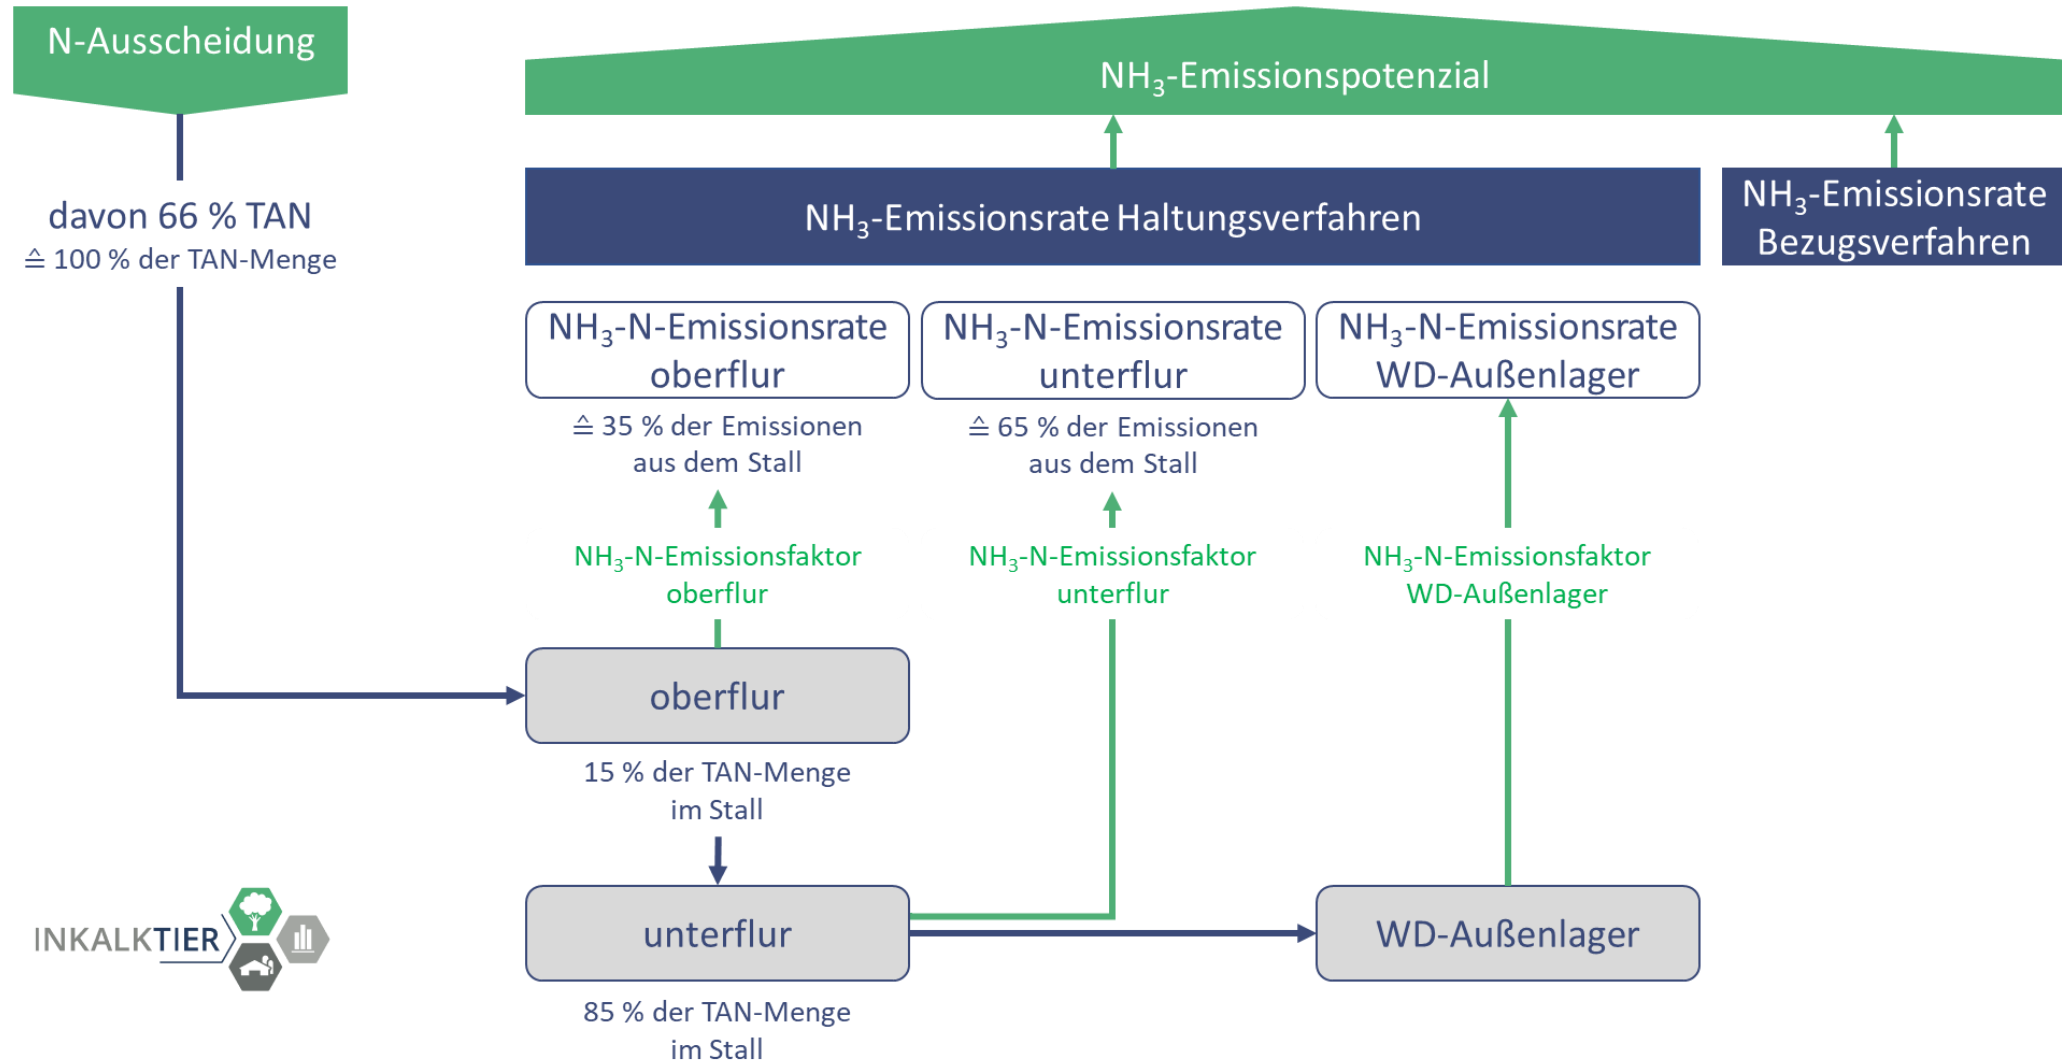 N-Ausscheidung
davon 66 % TAN
≙ 100 % der TAN-Menge
NH₃-Emissionspotenzial
NH₃-Emissionsrate Haltungsverfahren
NH₃-Emissionsrate
Bezugsverfahren
NH₃-N-Emissionsrate
oberflur
≙ 35 % der Emissionen
aus dem Stall
NH₃-N-Emissionsrate
unterflur
≙ 65 % der Emissionen
aus dem Stall
NH₃-N-Emissionsrate
WD-Außenlager
NH₃-N-Emissionsfaktor
oberflur
NH₃-N-Emissionsfaktor
unterflur
NH₃-N-Emissionsfaktor
WD-Außenlager
oberflur
15 % der TAN-Menge
im Stall
unterflur
85 % der TAN-Menge
im Stall
WD-Außenlager
INKALKTIER